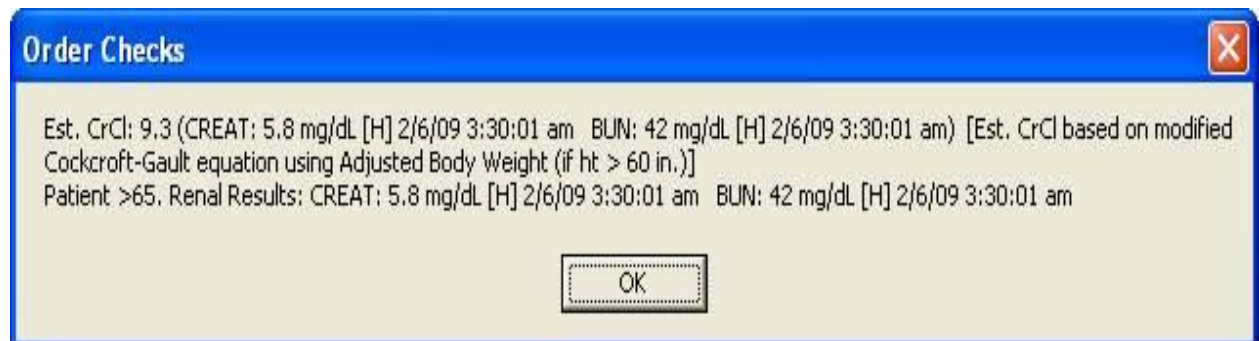 Order Checks
Est. CrCl: 9.3 (CREAT: 5.8 mg/dL [H] 2/6/09 3:30:01 am  BUN: 42 mg/dL [H] 2/6/09 3:30:01 am)  [Est. CrCl based on modified
Cockcroft-Gault equation using Adjusted Body Weight (if ht > 60 in.)]
Patient >65. Renal Results: CREAT: 5.8 mg/dL [H] 2/6/09 3:30:01 am  BUN: 42 mg/dL [H] 2/6/09 3:30:01 am
OK